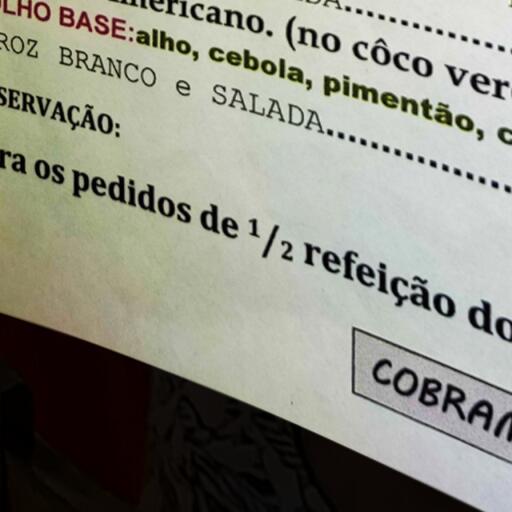 mericano. (no côco ver
LHO BASE:alho, cebola, pimentão, c
ROZ BRANCO e SALADA................
SERVAÇÃO:
ra os pedidos de 1/2 refeição do
COBRAN